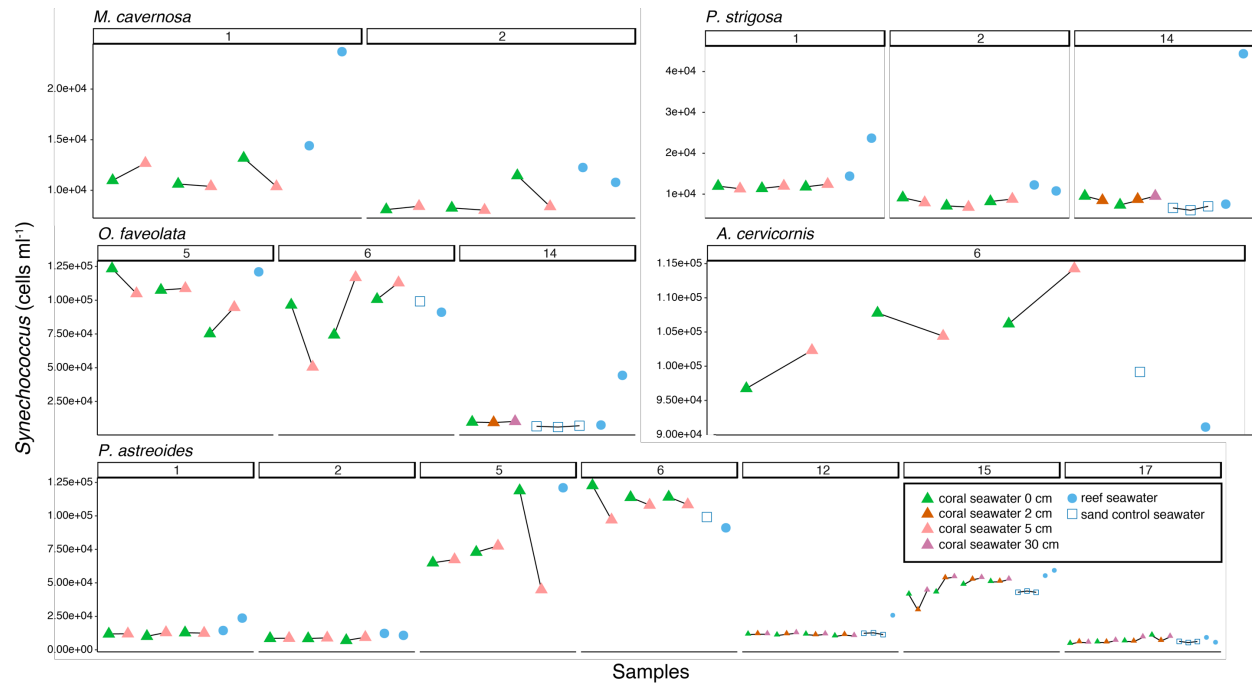 M. cavernosa
P. strigosa
1
2
1
2
14
2.0e+04
1.5e+04
1.0e+04
4e+04
3e+04
2e+04
1e+04
O. faveolata
A. cervicornis
5
6
14
6
1.25e+05
1.00e+05
7.50e+04
5.00e+04
2.50e+04
1.15e+05
1.10e+05
1.05e+05
1.00e+05
9.50e+04
9.00e+04
Synechococcus (cells ml-1)
P. astreoides
1
2
5
6
12
15
17
1.25e+05
1.00e+05
7.50e+04
5.00e+04
2.50e+04
0.00e+00
coral seawater 0 cm
coral seawater 2 cm
coral seawater 5 cm
coral seawater 30 cm
reef seawater
sand control seawater
Samples